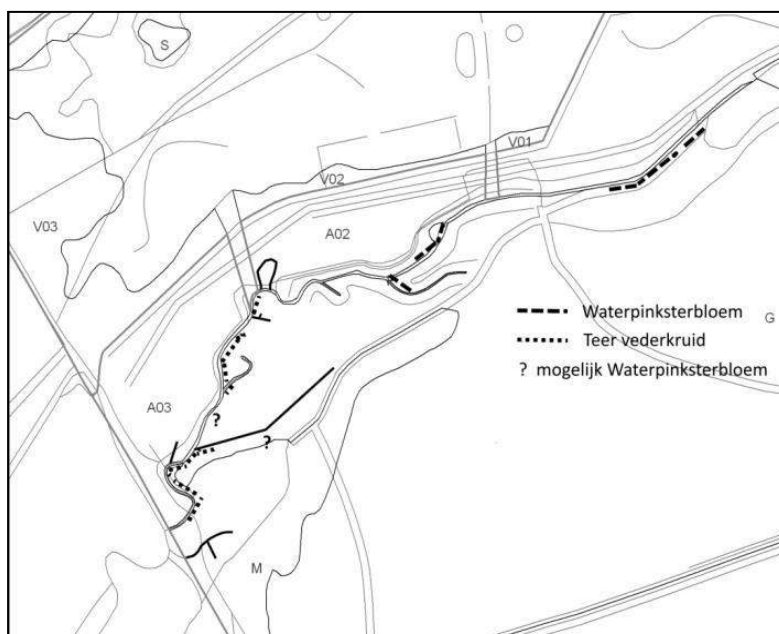 S
V01
V02
V03
A02
Waterpinksterbloem
G
Teer vederkruid
? mogelijk Waterpinksterbloem
A03
?
?
M